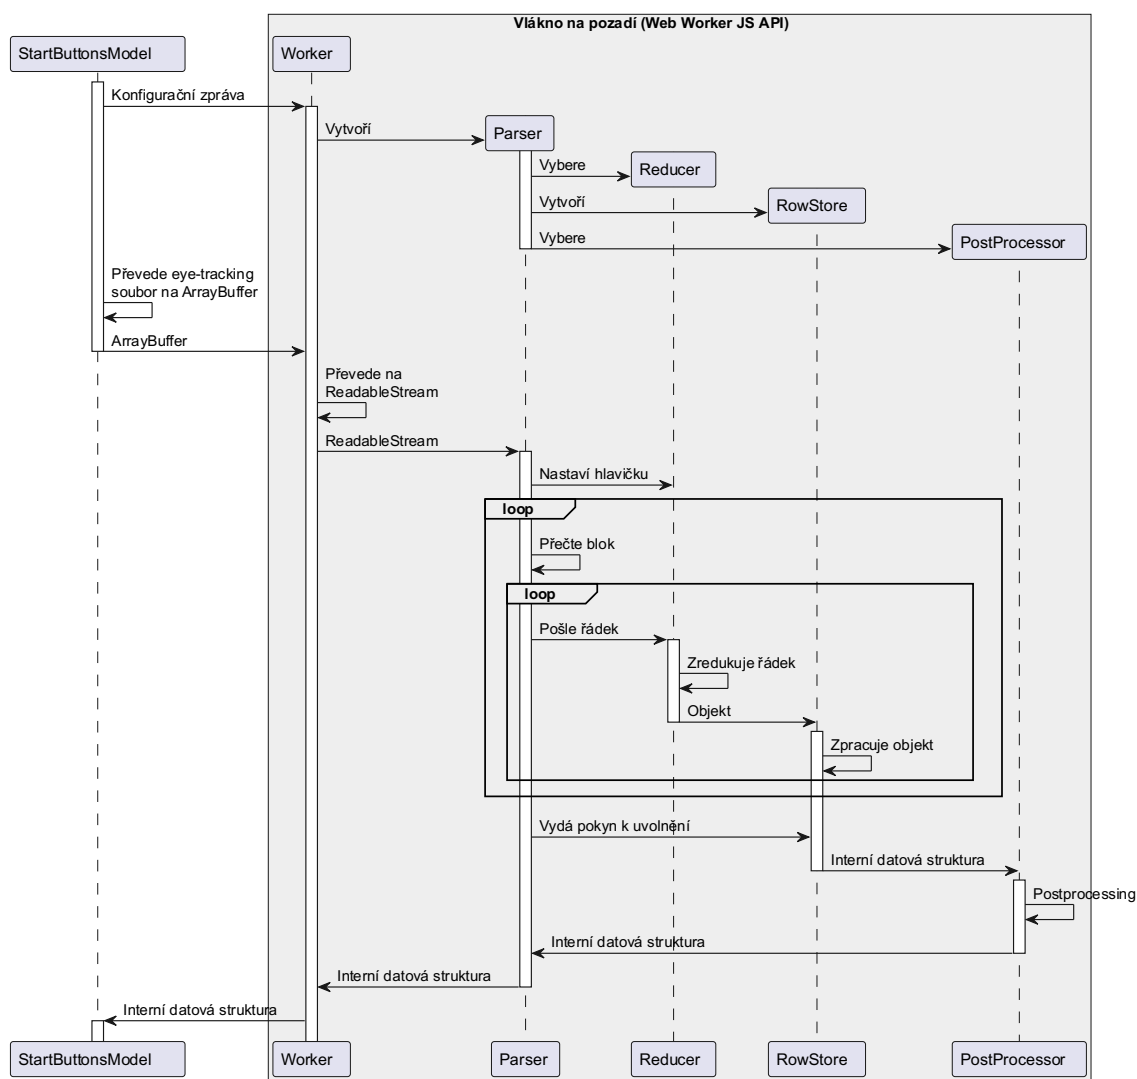 Vlákno na pozadí (Web Worker JS API)
StartButtonsModel
Worker
Konfigurační zpráva
Vytvoří
Parser
Vybere
Reducer
Vytvoří
RowStore
Vybere
PostProcessor
Převede eye-tracking
soubor na ArrayBuffer
ArrayBuffer
Převede na
ReadableStream
ReadableStream
Nastaví hlavičku
loop
Přečte blok
loop
Pošle řádek
Zredukuje řádek
Objekt
Zpracuje objekt
Vydá pokyn k uvolnění
Interní datová struktura
Postprocessing
Interní datová struktura
Interní datová struktura
Interní datová struktura
StartButtonsModel
Worker
Parser
Reducer
RowStore
PostProcessor